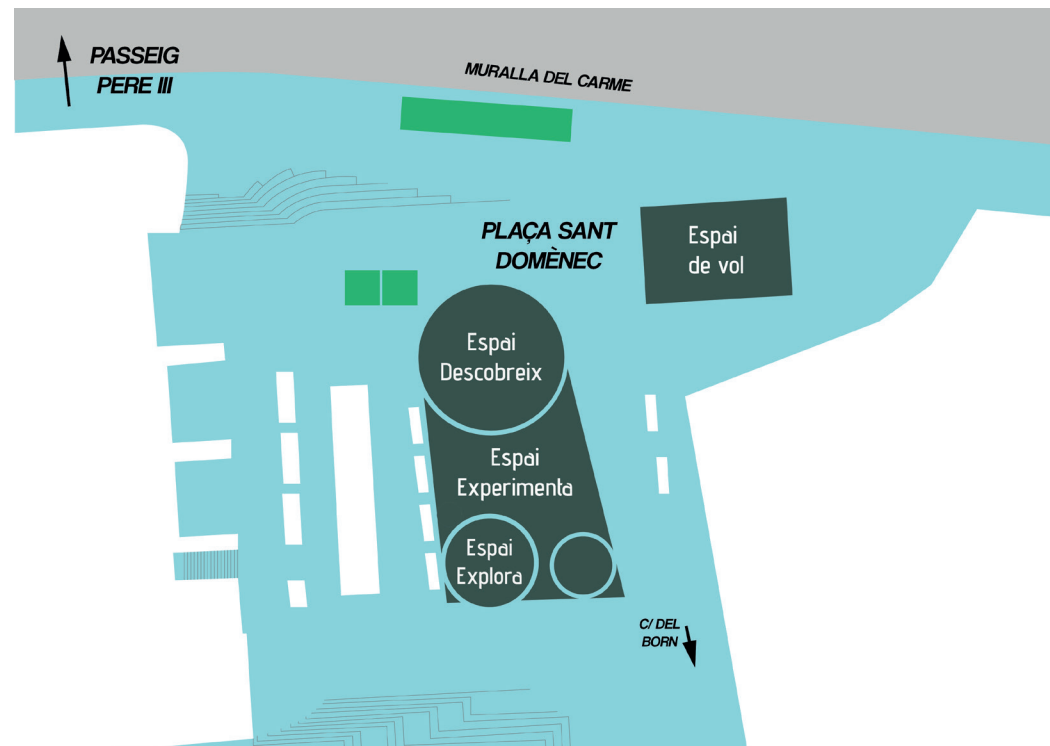 PASSEIG
PERE III
MURALLA DEL CARME
PLAÇA SANT
DOMÈNEC
Espai
de vol
Espai
Descobreix
Espai
Experimenta
Espai
Explora
C/ DEL
BORN